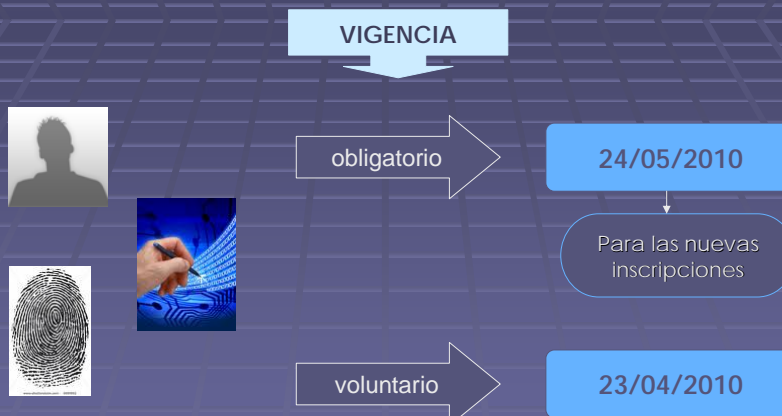 VIGENCIA
obligatorio
24/05/2010
Para las nuevas
inscripciones
voluntario
23/04/2010